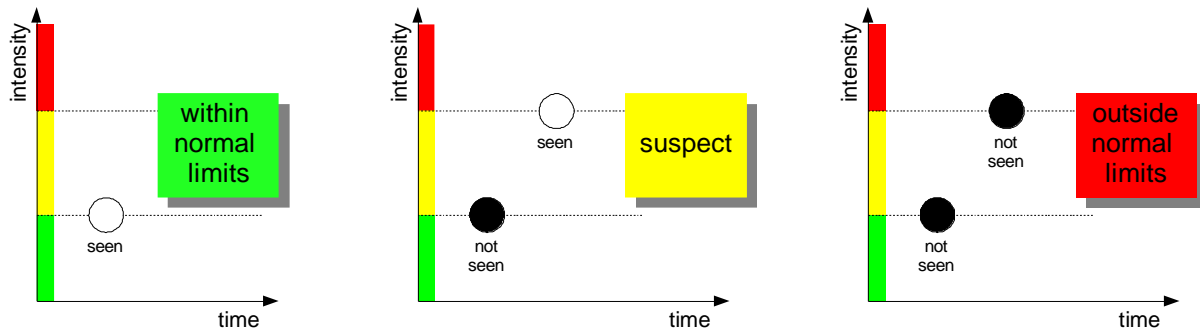 intensity
within
normal
limits
seen
time
intensity
seen
suspect
not
seen
time
intensity
not
seen
outside
normal
limits
not
seen
time